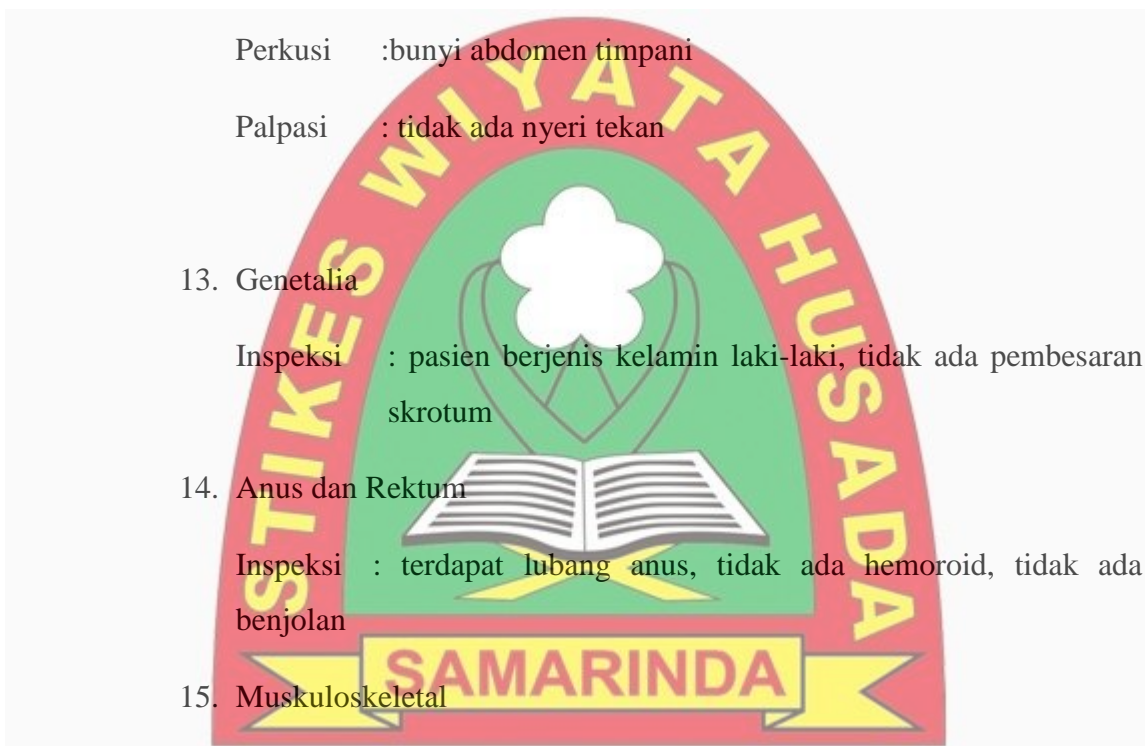 Perkusi :bunyi abdomen timpani
Palpasi : tidak ada nyeri tekan
13. Genetalia
Inspeksi : pasien berjenis kelamin laki-laki, tidak ada pembesaran
skrotum
14. Anus dan Rektum
Inspeksi : terdapat lubang anus, tidak ada hemoroid, tidak ada
benjolan
15. Muskuloskeletal
STIKES WIYATA HUSADA
SAMARINDA